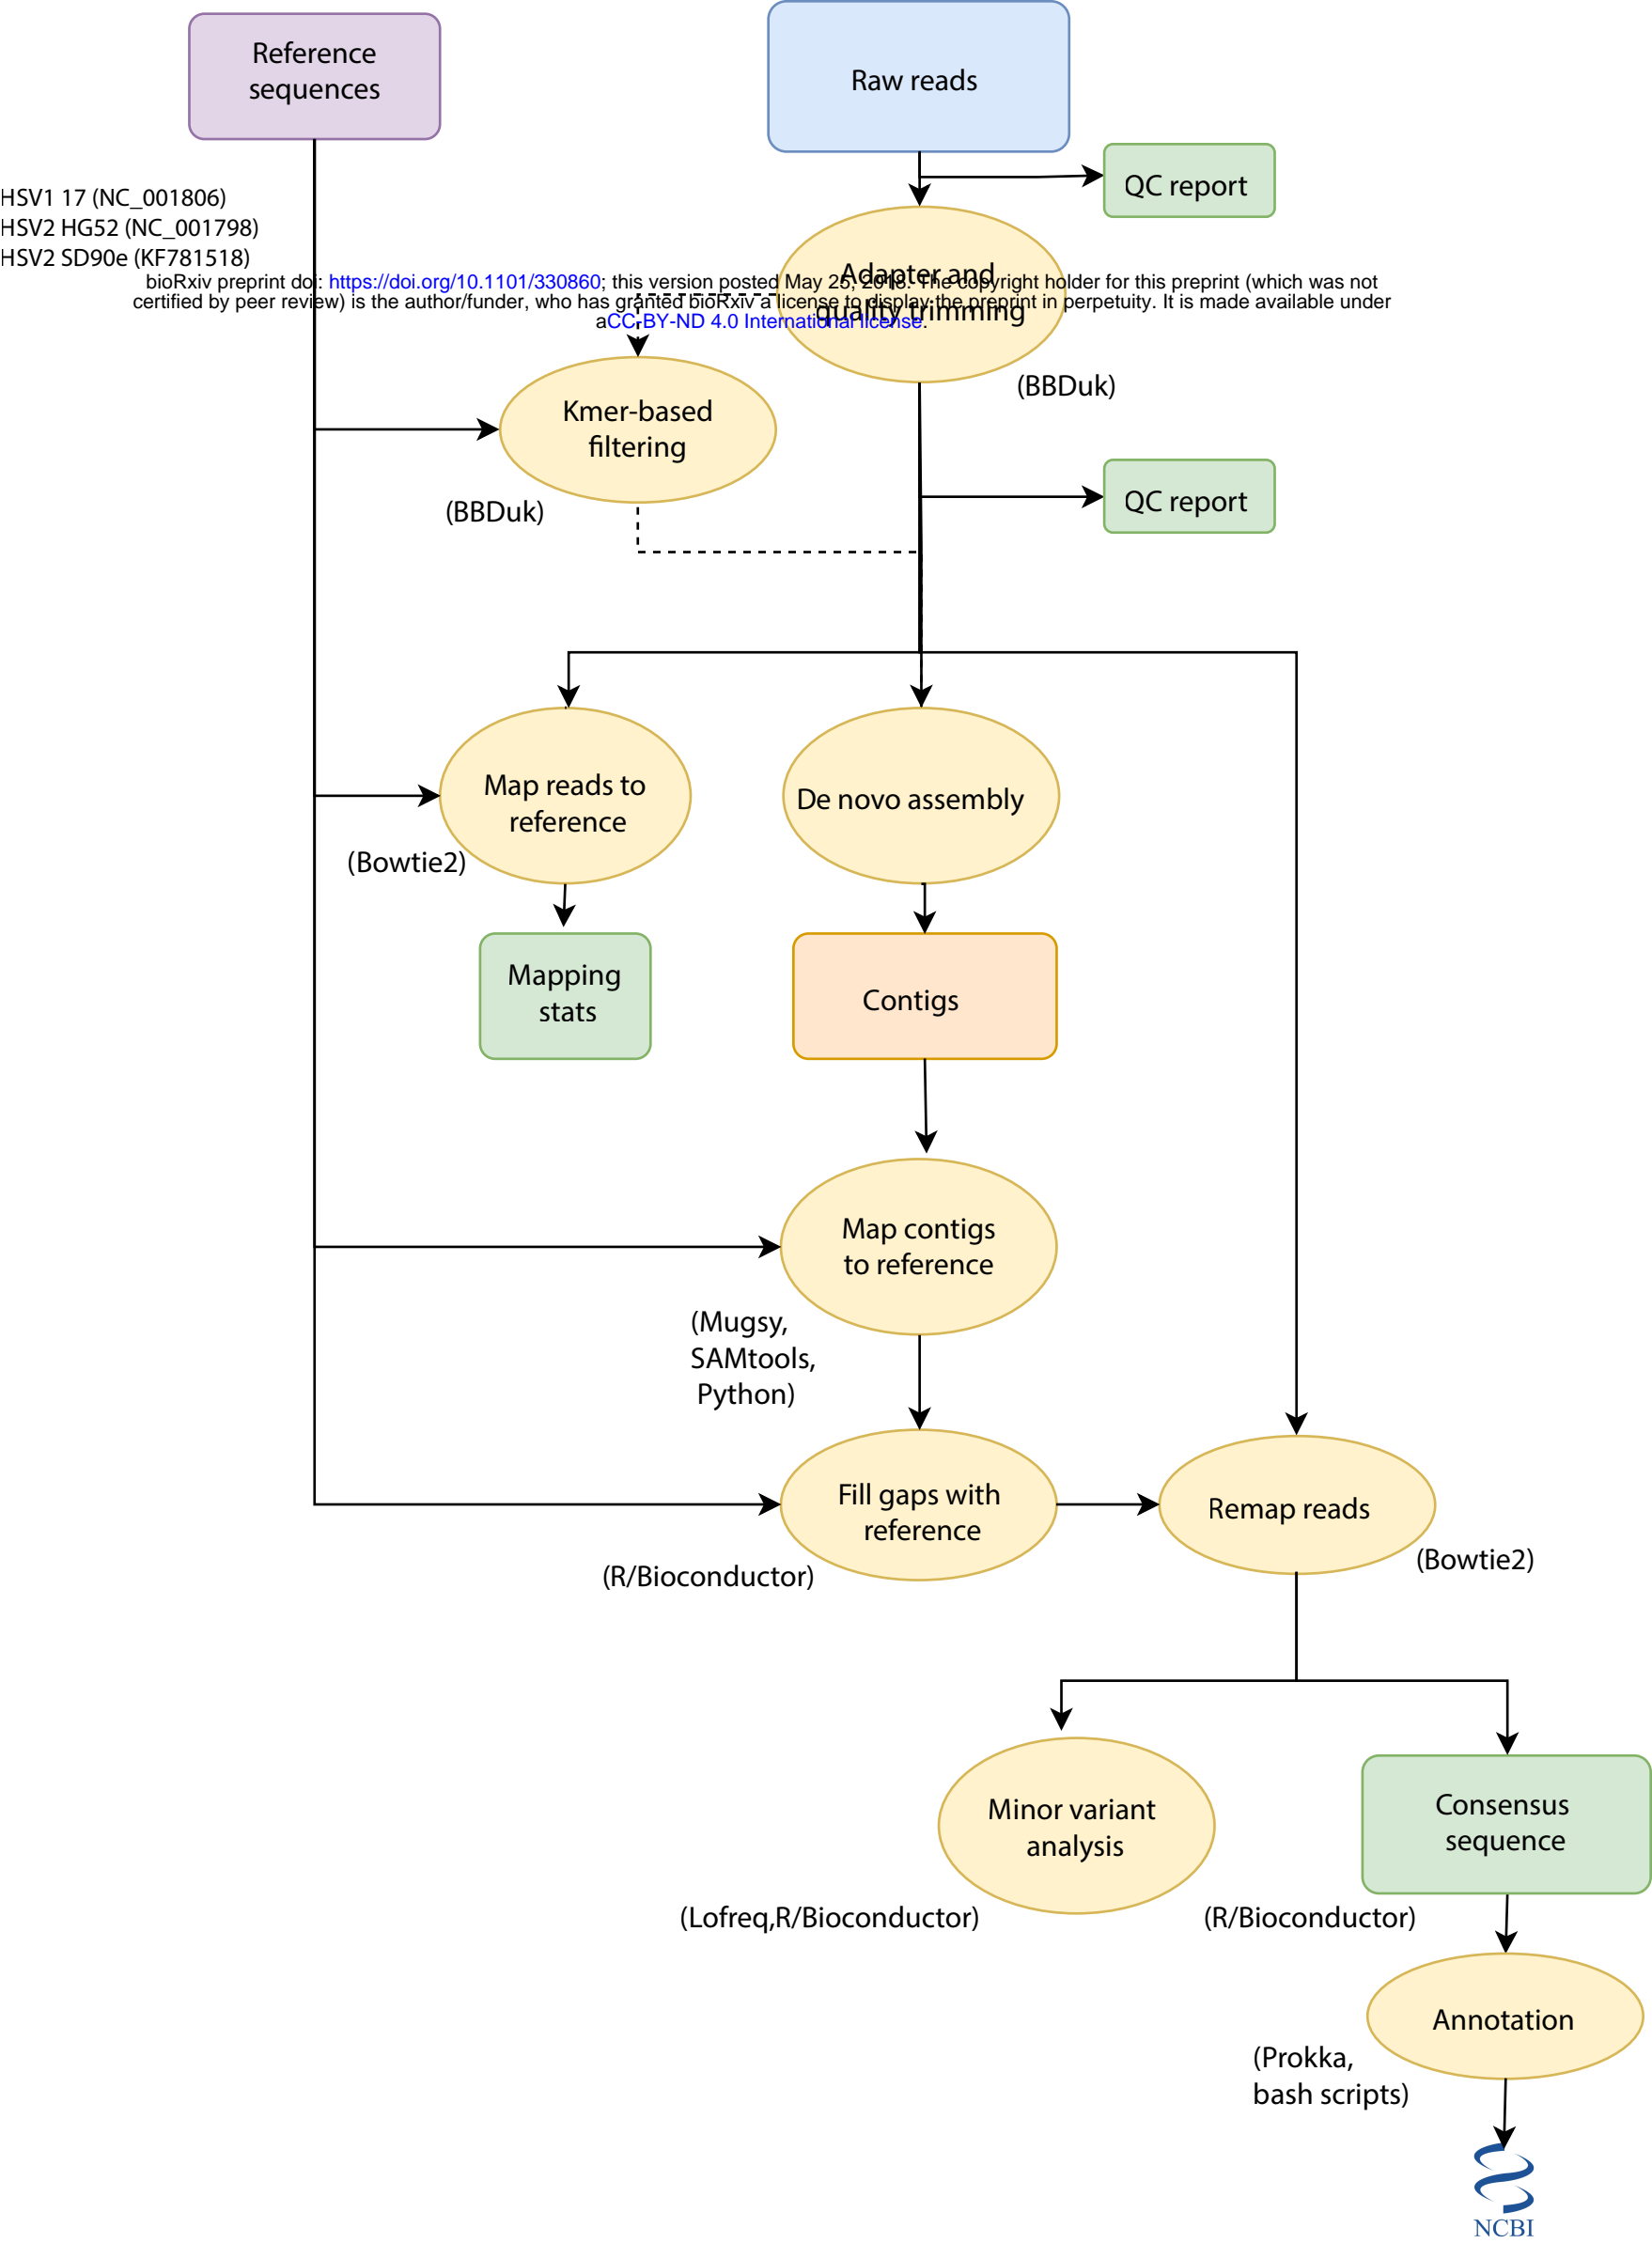 Reference
sequences
Raw reads
QC report
HSV1 17 (NC_001806)
HSV2 HG52 (NC_001798)
HSV2 SD90e (KF781518)
bioRxiv preprint doi: https://doi.org/10.1101/330860; this version posted May 25, 2018. The copyright holder for this preprint (which was not
certified by peer review) is the author/funder, who has granted bioRxiv a license to display the preprint in perpetuity. It is made available under
aCC-BY-ND 4.0 International license.
Adapter and
quality trimming
(BBDuk)
Kmer-based
filtering
(BBDuk)
QC report
Map reads to
reference
(Bowtie2)
De novo assembly
Mapping
stats
Contigs
Map contigs
to reference
(Mugsy,
SAMtools,
Python)
Fill gaps with
reference
(R/Bioconductor)
Remap reads
(Bowtie2)
Minor variant
analysis
(Lofreq,R/Bioconductor)
Consensus
sequence
(R/Bioconductor)
Annotation
(Prokka,
bash scripts)
NCBI